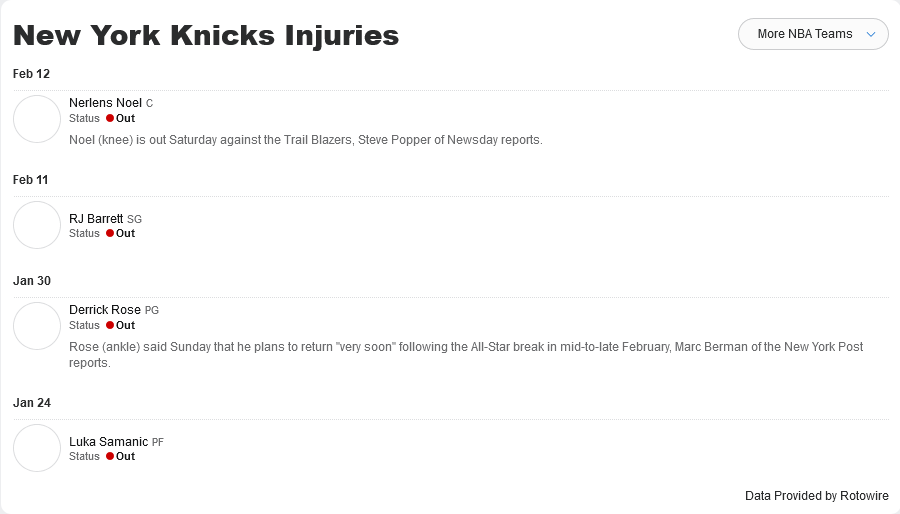 New York Knicks Injuries
More NBA Teams
Feb 12
Nerlens Noel C
Status Out
Noel (knee) is out Saturday against the Trail Blazers, Steve Popper of Newsday reports.
Feb 11
RJ Barrett SG
Status Out
Jan 30
Derrick Rose PG
Status Out
Rose (ankle) said Sunday that he plans to return "very soon" following the All-Star break in mid-to-late February, Marc Berman of the New York Post
reports.
Jan 24
Luka Samanic PF
Status Out
Data Provided by Rotowire